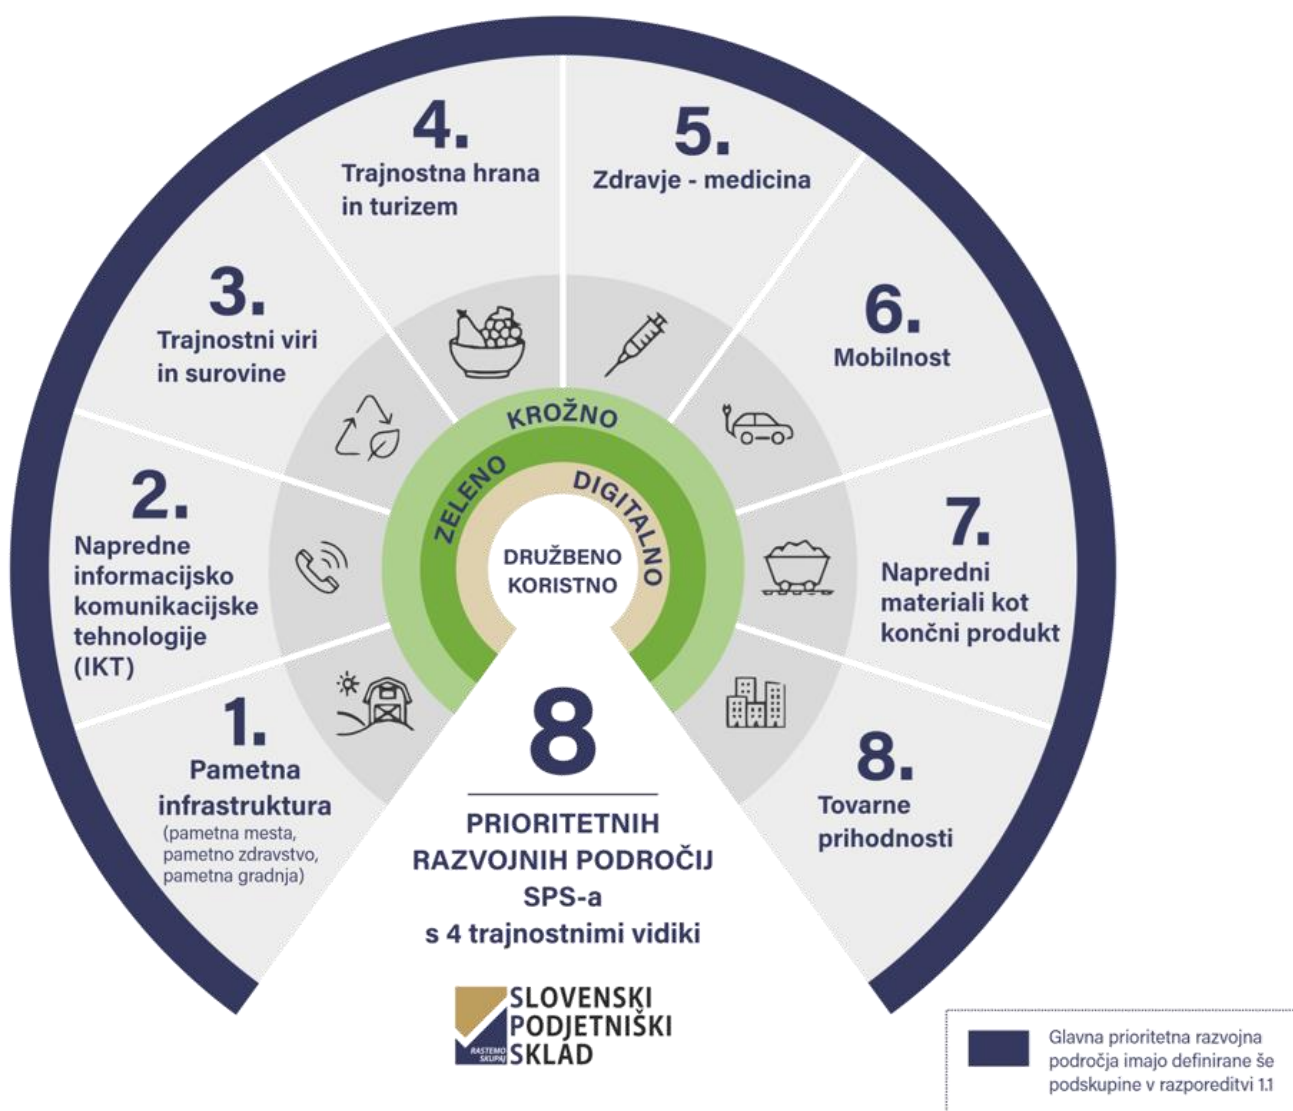 4.
Trajnostna hrana
in turizem
5.
Zdravje - medicina
3.
Trajnostni viri
in surovine
6.
Mobilnost
2.
Napredne
informacijsko
komunikacijske
tehnologije
(IKT)
7.
Napredni
materiali kot
končni produkt
1.
Pametna
infrastruktura
(pametna mesta,
pametno zdravstvo,
pametna gradnja)
8.
Tovarne
prihodnosti
KROŽNO
ZELENO
DIGITALNO
DRUŽBENO
KORISTNO
8
PRIORITETNIH
RAZVOJNIH PODROČIJ
SPS-a
s 4 trajnostnimi vidiki
RASTEMO
SKUPAJ
SLOVENSKI
PODJETNIŠKI
SKLAD
Glavna prioritetna razvojna
področja imajo definirane še
podskupine v razporeditvi 1.1